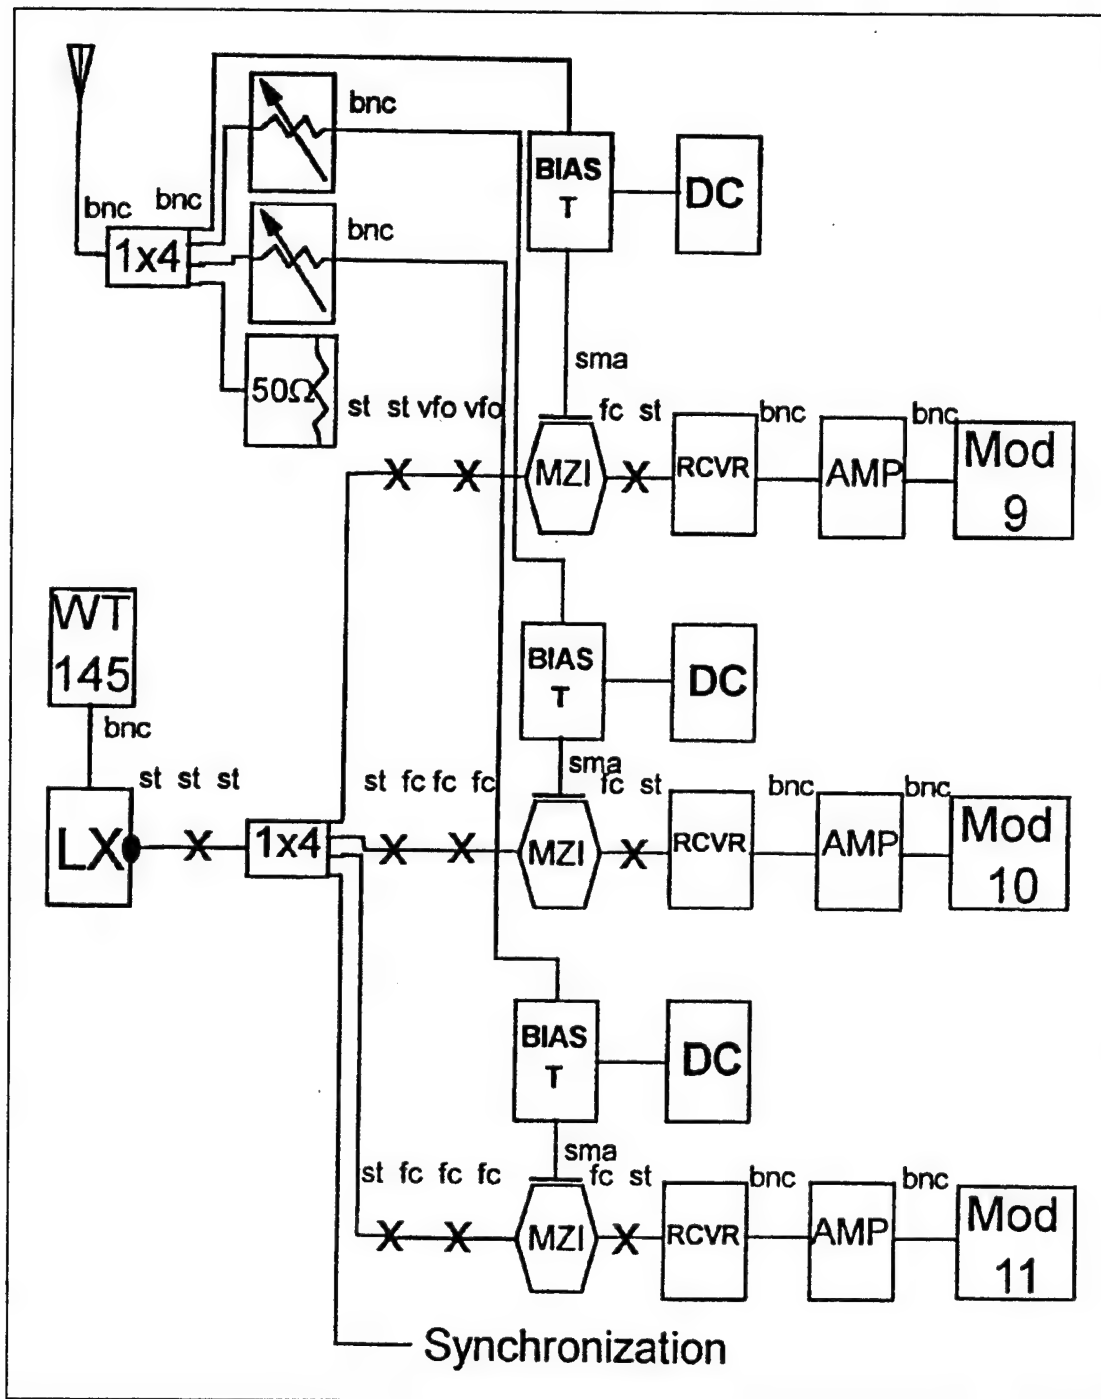 bnc
BIAS
T
DC
bnc
bnc
1x4
bnc
sma
50Ω
st st vfo vfo
fc st
bnc
bnc
MZI
RCVR
AMP
Mod
9
WT
145
BIAS
T
DC
bnc
sma
st st st
st fc fc fc
fc st
bnc
bnc
LX
1x4
MZI
RCVR
AMP
Mod
10
BIAS
T
DC
sma
st fc fc fc
fc st
bnc
bnc
MZI
RCVR
AMP
Mod
11
Synchronization